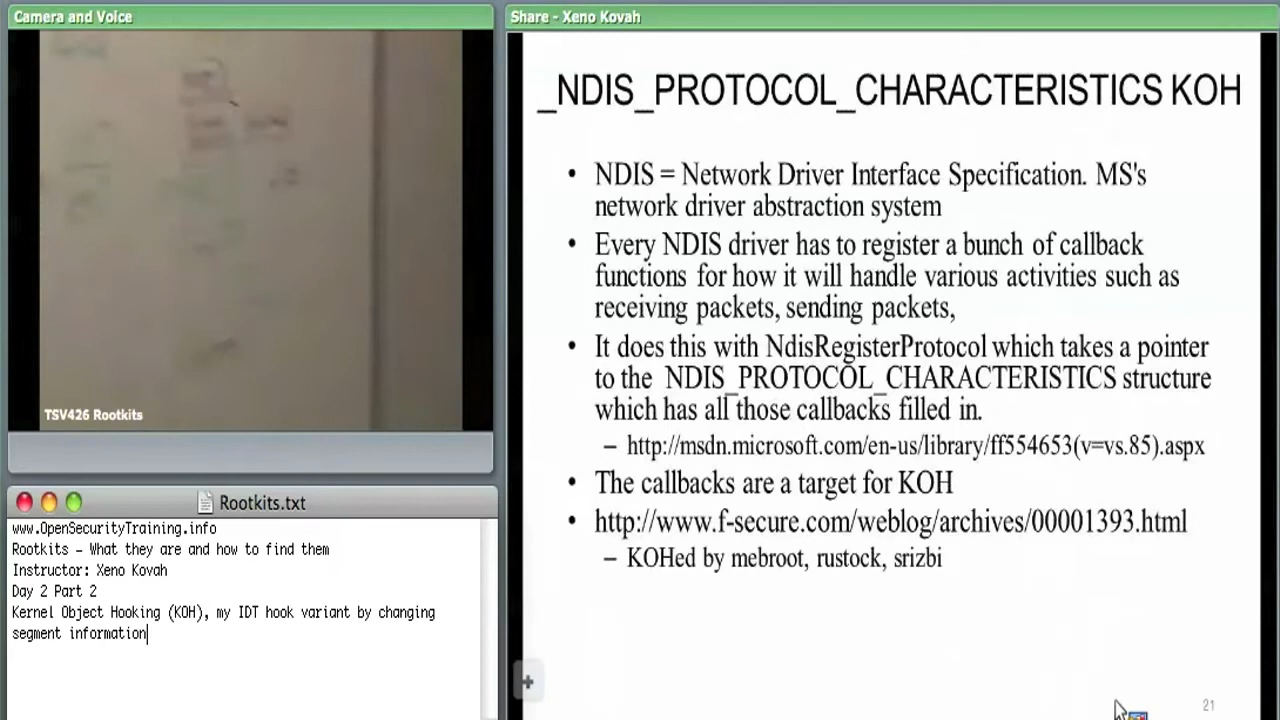 Camera and Voice
TSV426 Rootkits
Rootkits.txt
www.OpenSecurityTraining.info
Rootkits – What they are and how to find them
Instructor: Xeno Kovah
Day 2 Part 2
Kernel Object Hooking (KOH), my IDT hook variant by changing
segment information
Share - Xeno Kovah
_NDIS_PROTOCOL_CHARACTERISTICS KOH
• NDIS = Network Driver Interface Specification. MS's
network driver abstraction system
• Every NDIS driver has to register a bunch of callback
functions for how it will handle various activities such as
receiving packets, sending packets,
• It does this with NdisRegisterProtocol which takes a pointer
to the NDIS_PROTOCOL_CHARACTERISTICS structure
which has all those callbacks filled in.
– http://msdn.microsoft.com/en-us/library/ff554653(v=vs.85).aspx
• The callbacks are a target for KOH
• http://www.f-secure.com/weblog/archives/00001393.html
– KOHed by mebroot, rustock, srizbi
21